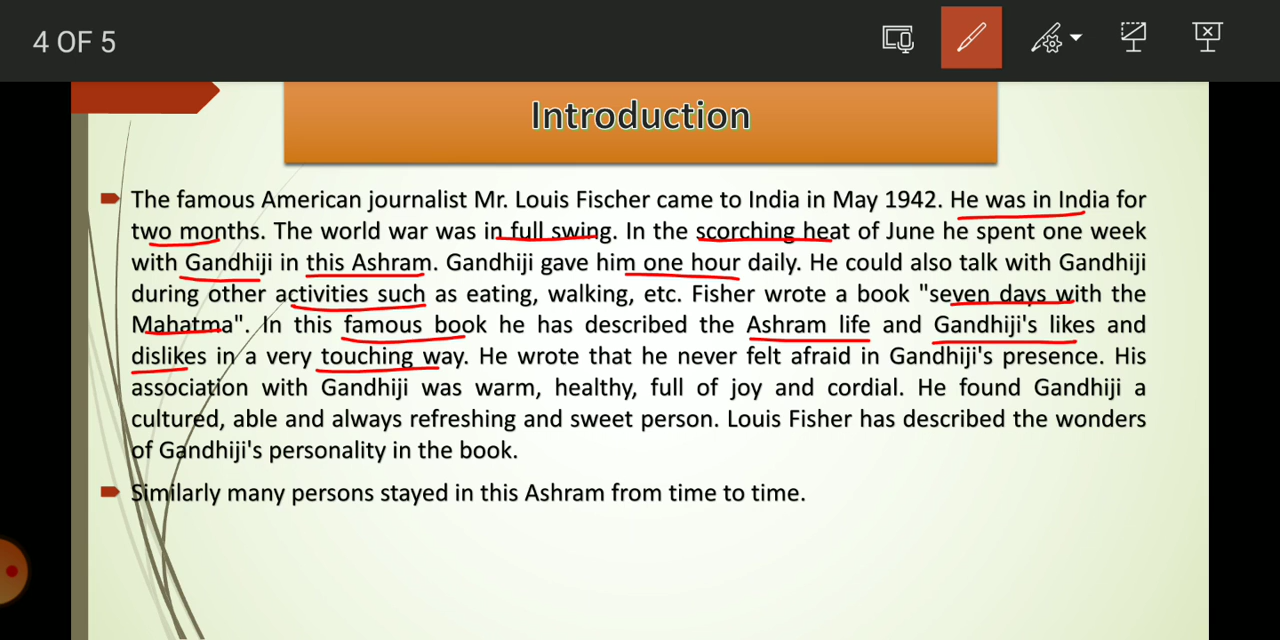 4 OF 5
Introduction
The famous American journalist Mr. Louis Fischer came to India in May 1942. He was in India for
two months. The world war was in full swing. In the scorching heat of June he spent one week
with Gandhiji in this Ashram. Gandhiji gave him one hour daily. He could also talk with Gandhiji
during other activities such as eating, walking, etc. Fisher wrote a book "seven days with the
Mahatma". In this famous book he has described the Ashram life and Gandhiji's likes and
dislikes in a very touching way. He wrote that he never felt afraid in Gandhiji's presence. His
association with Gandhiji was warm, healthy, full of joy and cordial. He found Gandhiji a
cultured, able and always refreshing and sweet person. Louis Fisher has described the wonders
of Gandhiji's personality in the book.
Similarly many persons stayed in this Ashram from time to time.